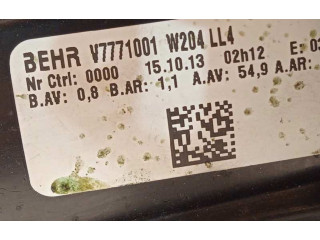 BEHR V7771001 W204 LL4
Nr Ctrl: 0000 15.10.13 02h12 E: 03
B.AV: 0,8 B.AR: 1,1 A.AV: 54,9 A.AR: